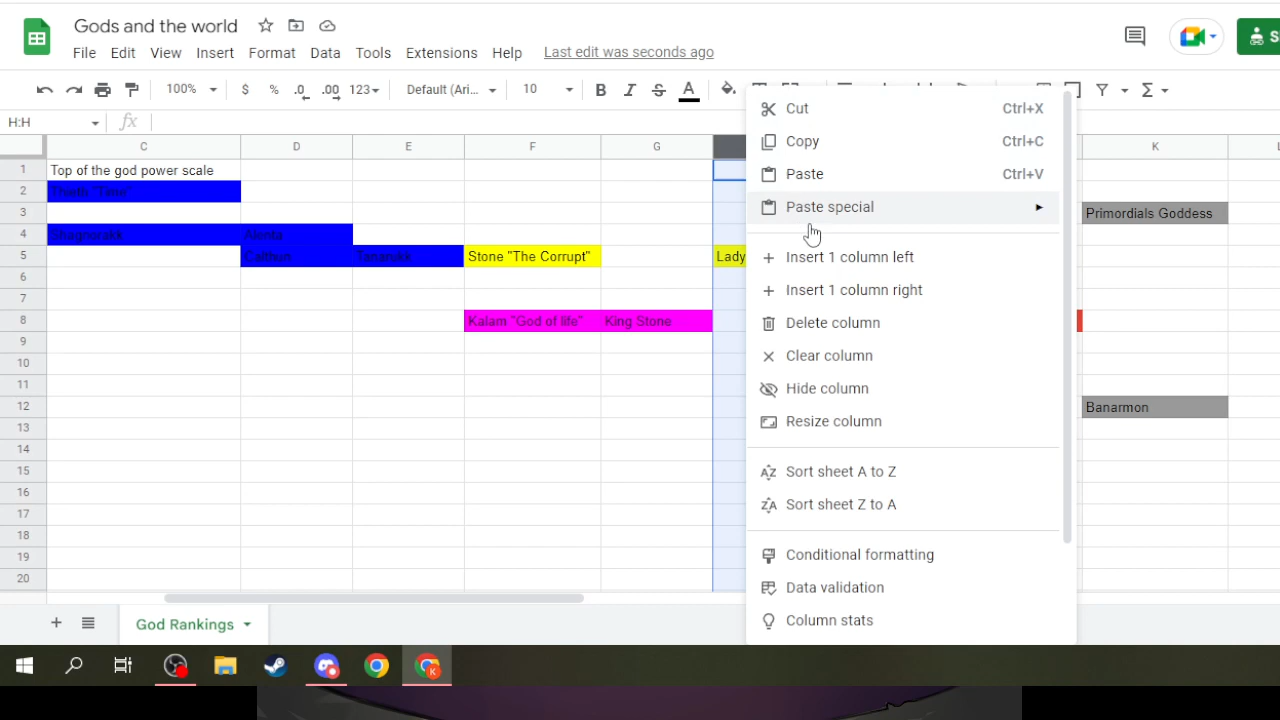 Gods and the world
File Edit View Insert Format Data Tools Extensions Help Last edit was seconds ago
S
100% $ % .0 .00 123 Default (Ari... 10 B I S A Σ
H:H fx
C D E F G K L
1 Top of the god power scale
2 Thieth "Time"
3 Primordials Goddess
4 Shagnorakk Alenta
5 Calthun Tanarukk Stone "The Corrupt" Lady
6
7
8 Kalam "God of life" King Stone
9
10
11
12 Banarmon
13
14
15
16
17
18
19
20
Cut Ctrl+X
Copy Ctrl+C
Paste Ctrl+V
Paste special
Insert 1 column left
Insert 1 column right
Delete column
Clear column
Hide column
Resize column
Sort sheet A to Z
Sort sheet Z to A
Conditional formatting
Data validation
Column stats
God Rankings